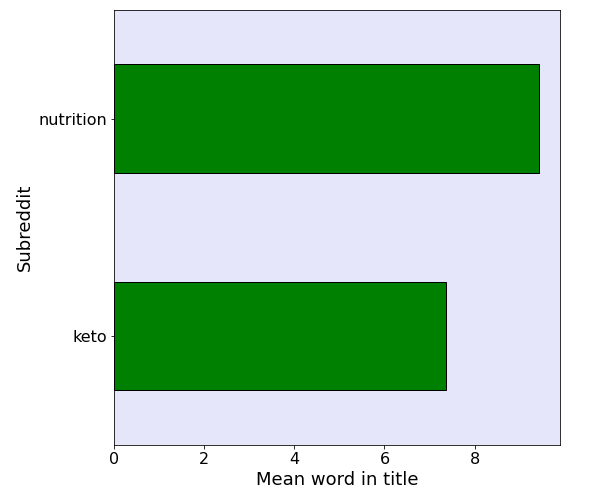 nutrition
Subreddit
keto
0 2 4 6 8
Mean word in title